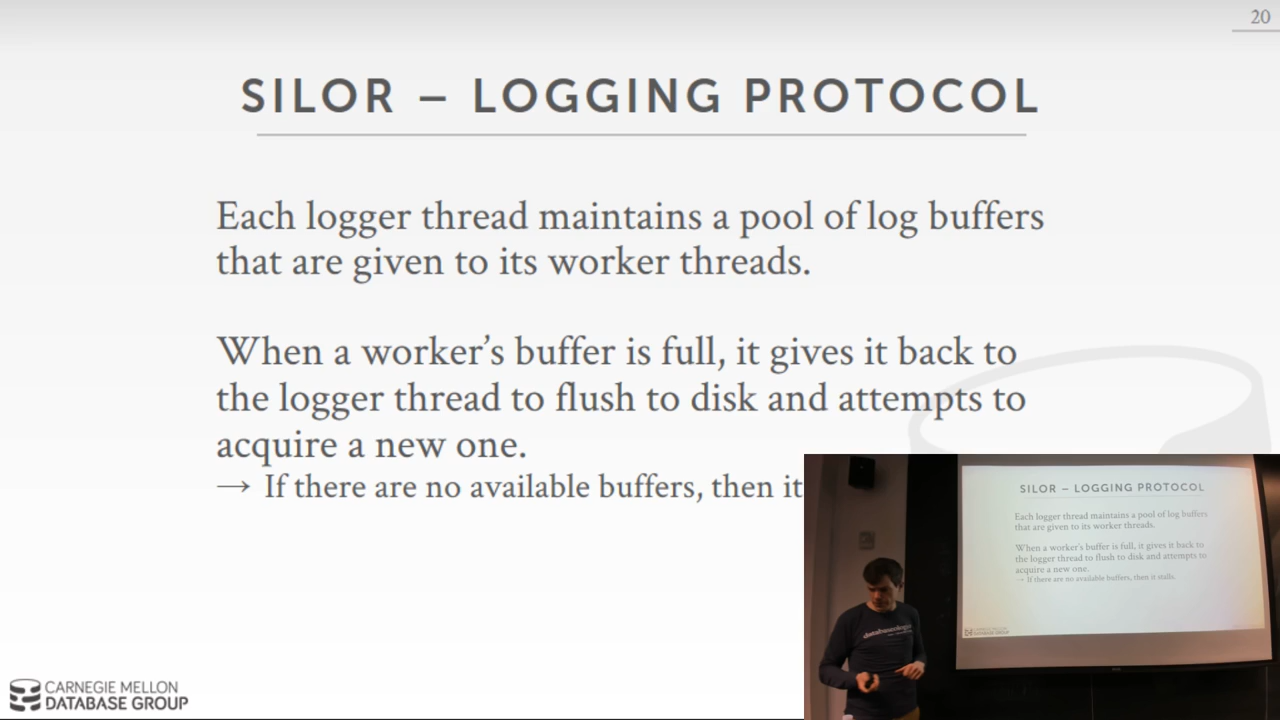 20
SILOR – LOGGING PROTOCOL
Each logger thread maintains a pool of log buffers
that are given to its worker threads.
When a worker's buffer is full, it gives it back to
the logger thread to flush to disk and attempts to
acquire a new one.
→ If there are no available buffers, then it
CARNEGIE MELLON
DATABASE GROUP
SILOR – LOGGING PROTOCOL
Each logger thread maintains a pool of log buffers
that are given to its worker threads.
When a worker's buffer is full, it gives it back to
the logger thread to flush to disk and attempts to
acquire a new one.
→ If there are no available buffers, then it stalls.
CARNEGIE MELLON
DATABASE GROUP